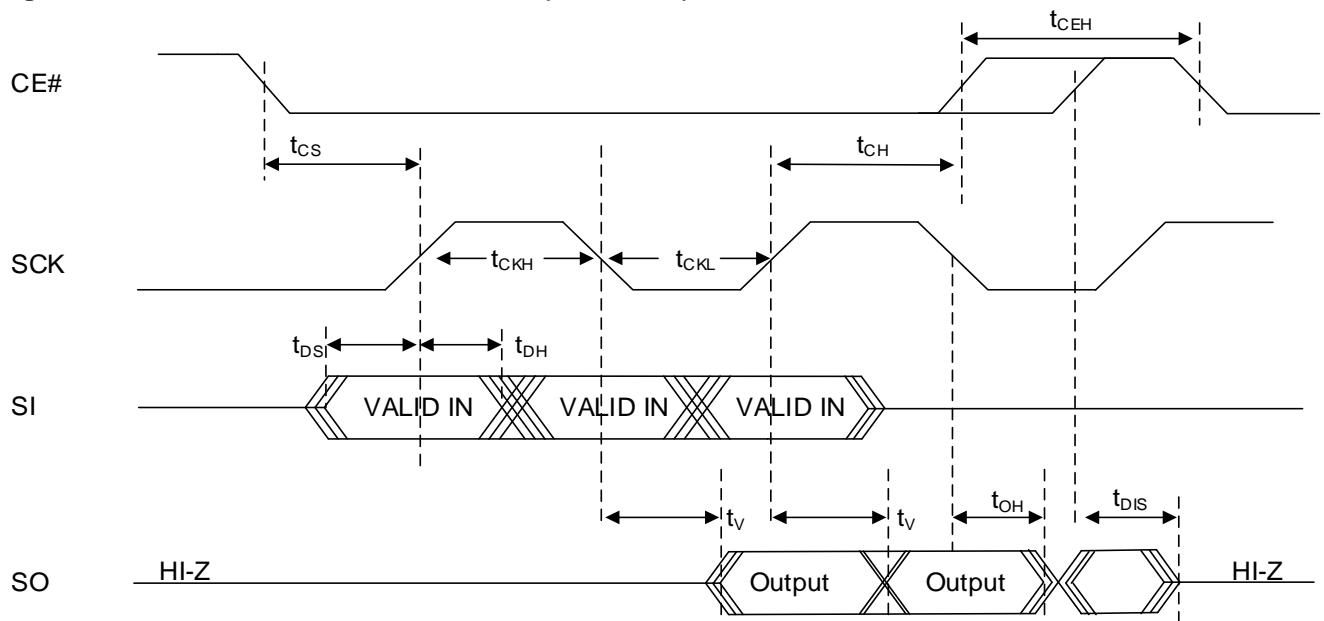 tCEH
CE#
tCS
tCH
SCK
tCKH
tCKL
tDS
tDH
SI
VALID IN
VALID IN
VALID IN
tV
tV
tOH
tDIS
SO
HI-Z
Output
Output
HI-Z